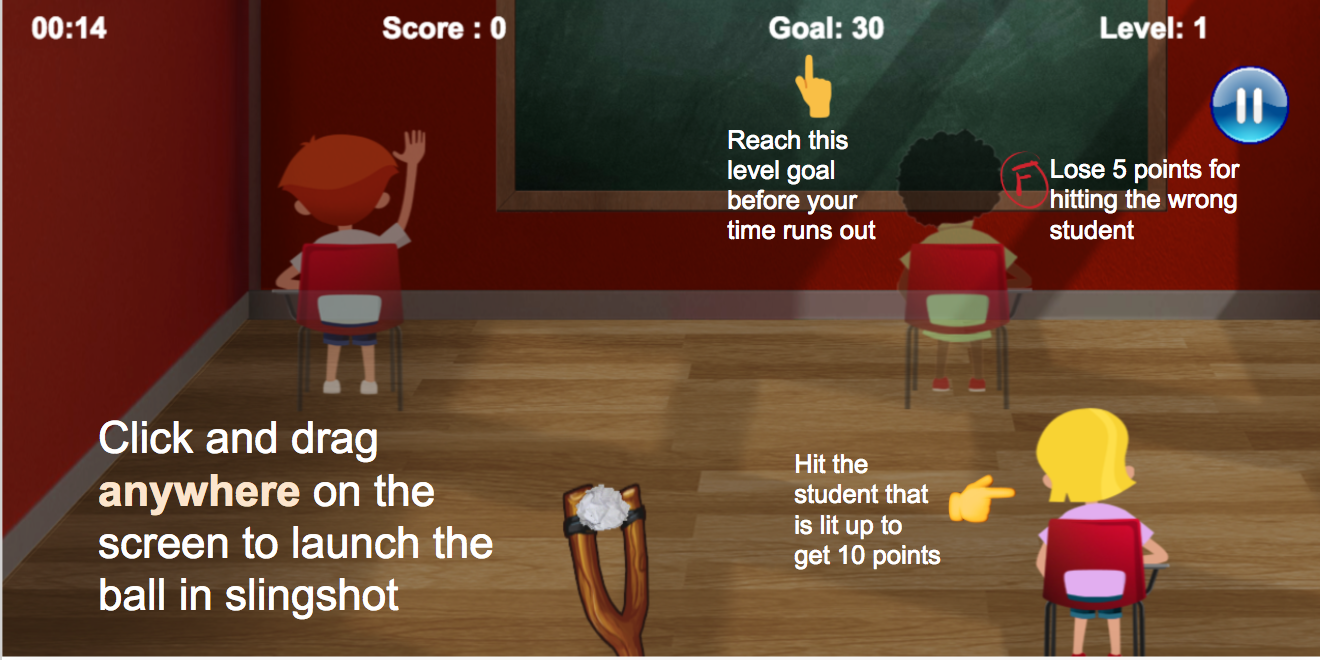 00:14
Score : 0
Goal: 30
Level: 1
Reach this
level goal
before your
time runs out
F
Lose 5 points for
hitting the wrong
student
Click and drag
anywhere on the
screen to launch the
ball in slingshot
Hit the
student that
is lit up to
get 10 points